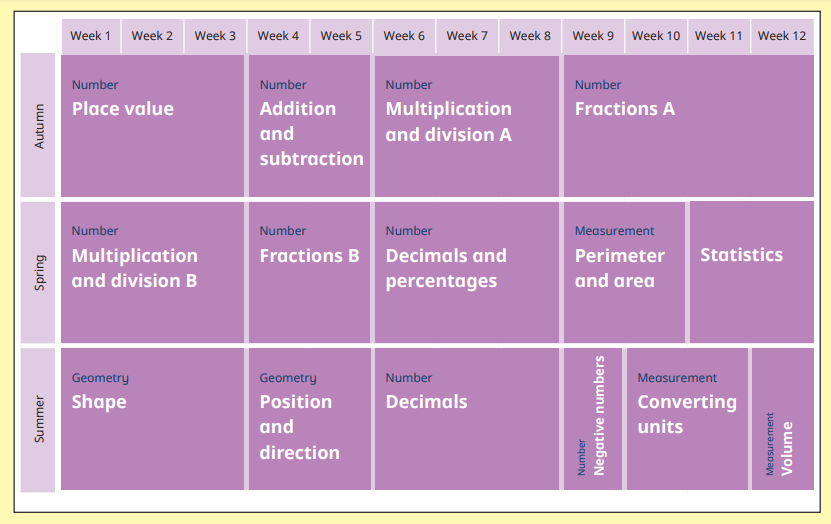 Week 1 Week 2 Week 3 Week 4 Week 5 Week 6 Week 7 Week 8 Week 9 Week 10 Week 11 Week 12
Autumn
Number
Place value
Number
Addition
and
subtraction
Number
Multiplication
and division A
Number
Fractions A
Spring
Number
Multiplication
and division B
Number
Fractions B
Number
Decimals and
percentages
Measurement
Perimeter
and area
Statistics
Summer
Geometry
Shape
Geometry
Position
and
direction
Number
Decimals
Number
Negative numbers
Measurement
Converting
units
Measurement
Volume